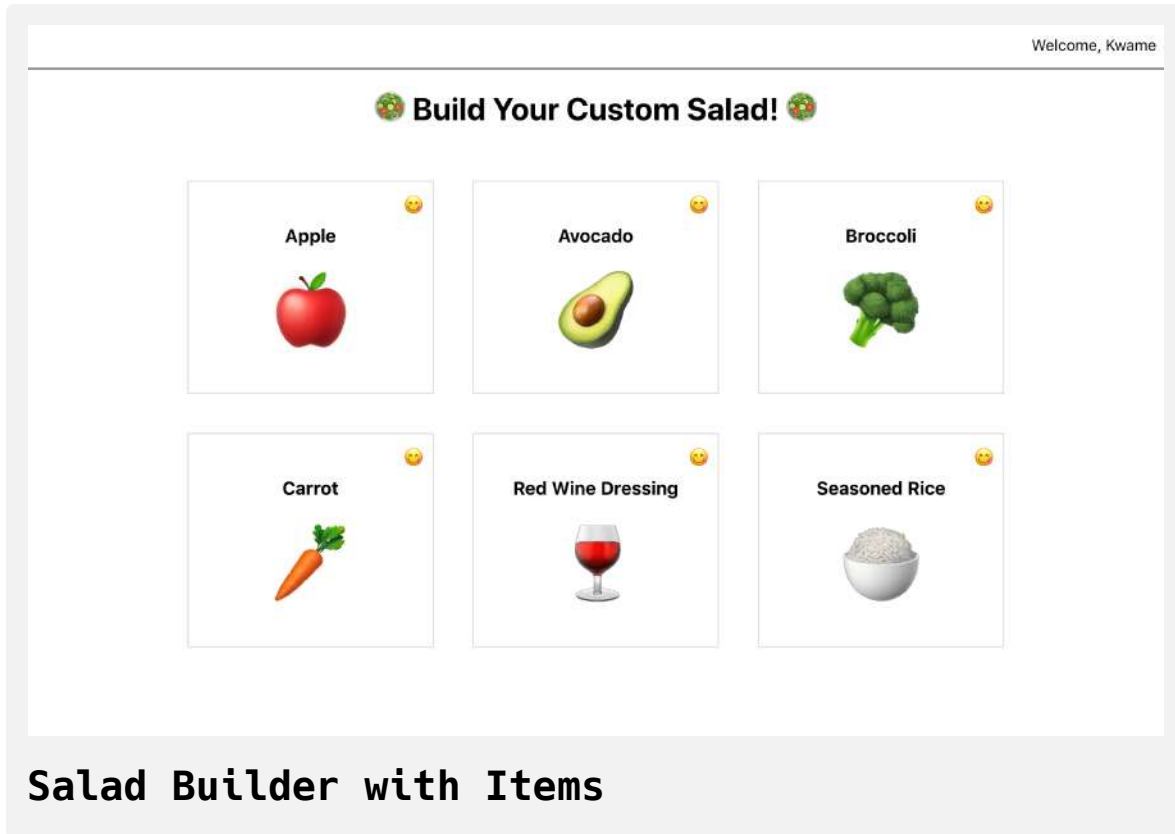 Welcome, Kwame
🥗 Build Your Custom Salad! 🥗
Apple
Avocado
Broccoli
Carrot
Red Wine Dressing
Seasoned Rice
Salad Builder with Items